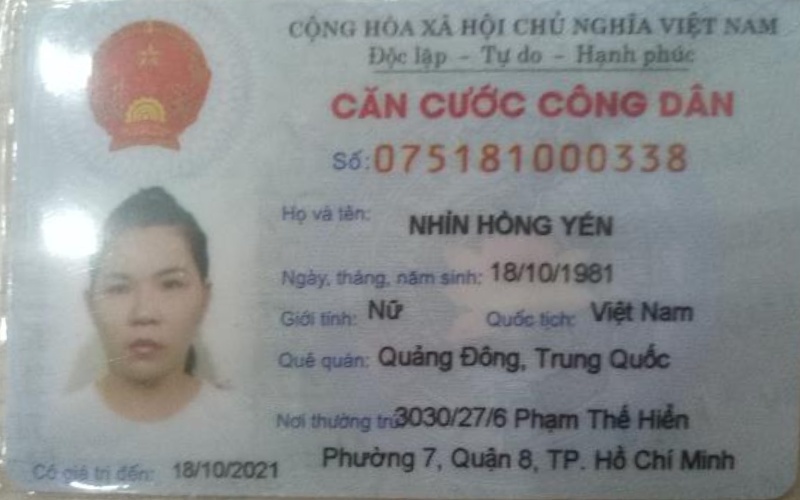 CỘNG HÒA XÃ HỘI CHỦ NGHĨA VIỆT NAM
Độc lập - Tự do - Hạnh phúc
CĂN CƯỚC CÔNG DÂN
Số: 075181000338
Họ và tên: NHÌN HỒNG YẾN
Ngày, tháng, năm sinh: 18/10/1981
Giới tính: Nữ Quốc tịch: Việt Nam
Quê quán: Quảng Đông, Trung Quốc
Nơi thường trú: 3030/27/6 Phạm Thế Hiển
Phường 7, Quận 8, TP. Hồ Chí Minh
Có giá trị đến: 18/10/2021